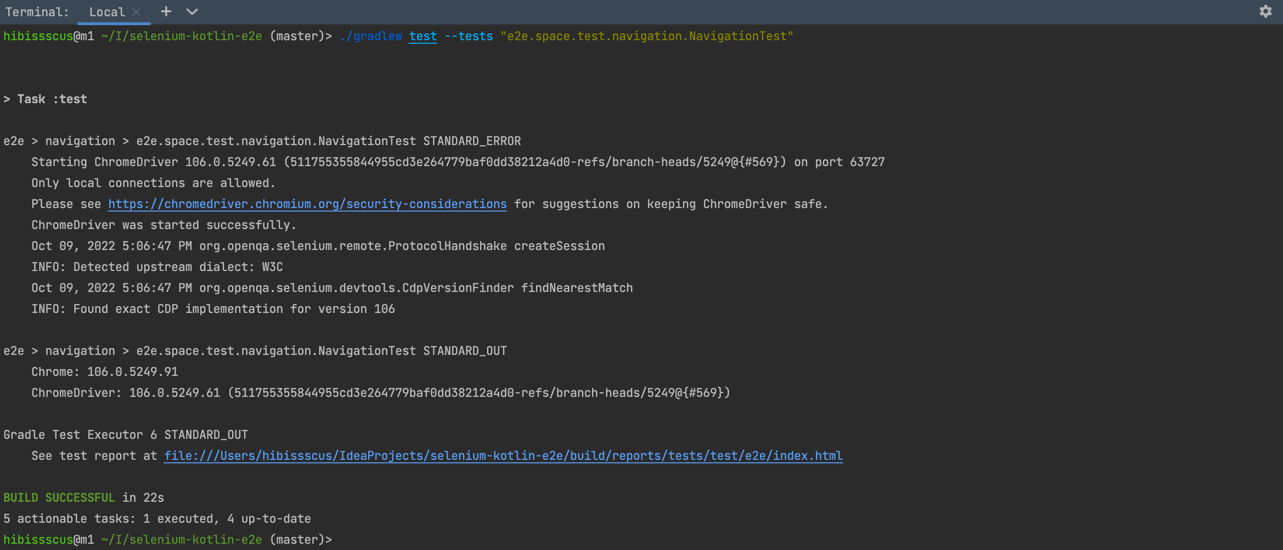 Terminal: Local × + 
hibissscus@m1 ~/I/selenium-kotlin-e2e (master)> ./gradlew test --tests "e2e.space.test.navigation.NavigationTest"
> Task :test
e2e > navigation > e2e.space.test.navigation.NavigationTest STANDARD_ERROR
Starting ChromeDriver 106.0.5249.61 (511755355844955cd3e264779baf0dd38212a4d0-refs/branch-heads/5249@{#569}) on port 63727
Only local connections are allowed.
Please see https://chromedriver.chromium.org/security-considerations for suggestions on keeping ChromeDriver safe.
ChromeDriver was started successfully.
Oct 09, 2022 5:06:47 PM org.openqa.selenium.remote.ProtocolHandshake createSession
INFO: Detected upstream dialect: W3C
Oct 09, 2022 5:06:47 PM org.openqa.selenium.devtools.CdpVersionFinder findNearestMatch
INFO: Found exact CDP implementation for version 106
e2e > navigation > e2e.space.test.navigation.NavigationTest STANDARD_OUT
Chrome: 106.0.5249.91
ChromeDriver: 106.0.5249.61 (511755355844955cd3e264779baf0dd38212a4d0-refs/branch-heads/5249@{#569})
Gradle Test Executor 6 STANDARD_OUT
See test report at file:///Users/hibissscus/IdeaProjects/selenium-kotlin-e2e/build/reports/tests/test/e2e/index.html
BUILD SUCCESSFUL in 22s
5 actionable tasks: 1 executed, 4 up-to-date
hibissscus@m1 ~/I/selenium-kotlin-e2e (master)>